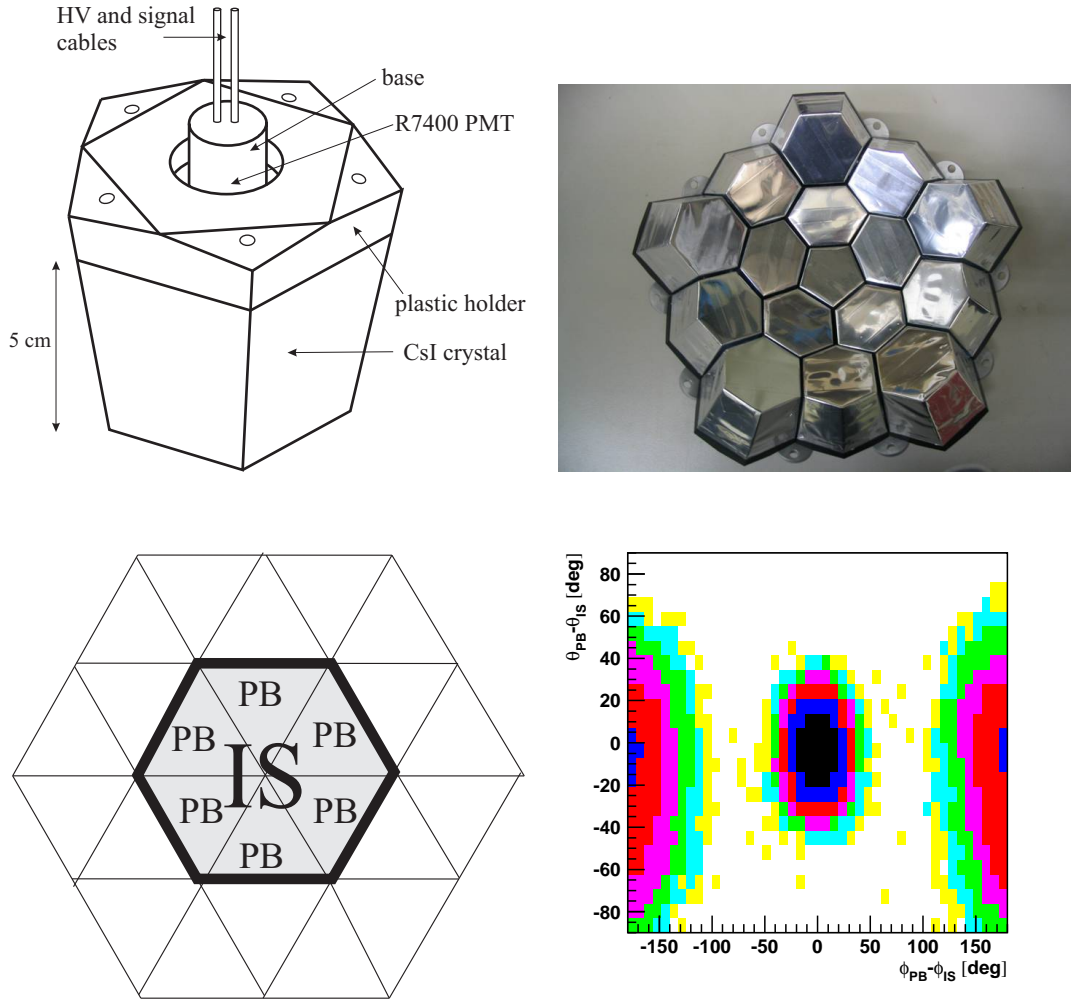 HV and signal
cables
base
R7400 PMT
plastic holder
5 cm
CsI crystal
PB
PB PB
IS
PB PB
PB
θPB-θIS [deg]
80
60
40
20
0
-20
-40
-60
-80
-150 -100 -50 0 50 100 150
ϕPB-ϕIS [deg]